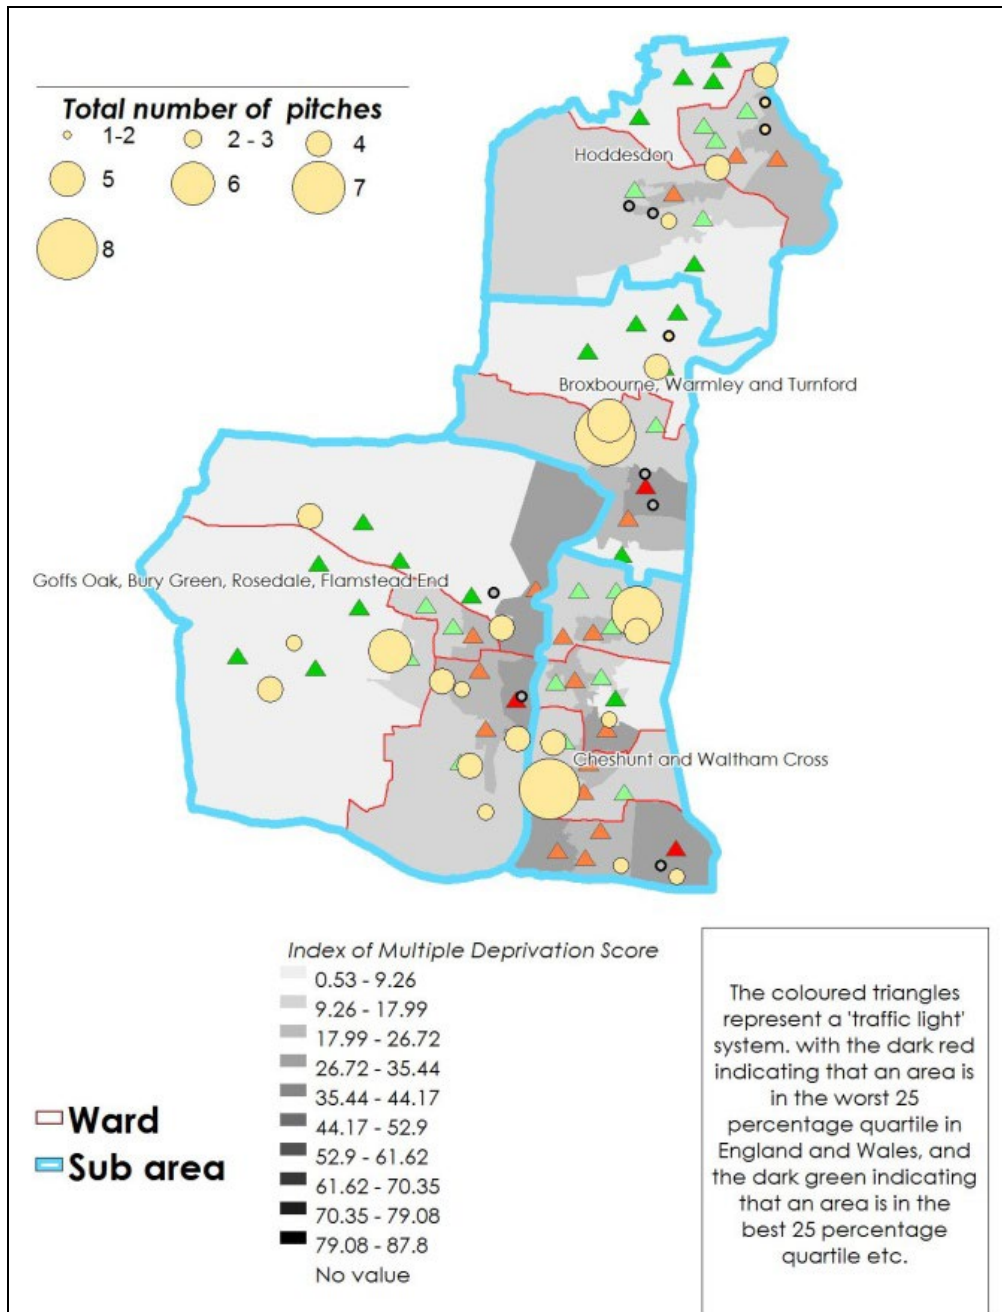 Total number of pitches
1-2
2 - 3
4
5
6
7
8
Hoddesdon
Broxbourne, Warmley and Turnford
Goffs Oak, Bury Green, Rosedale, Flamstead End
Cheshunt and Waltham Cross
Index of Multiple Deprivation Score
0.53 - 9.26
9.26 - 17.99
17.99 - 26.72
26.72 - 35.44
35.44 - 44.17
44.17 - 52.9
52.9 - 61.62
61.62 - 70.35
70.35 - 79.08
79.08 - 87.8
No value
Ward
Sub area
The coloured triangles
represent a 'traffic light'
system. with the dark red
indicating that an area is
in the worst 25
percentage quartile in
England and Wales, and
the dark green indicating
that an area is in the
best 25 percentage
quartile etc.